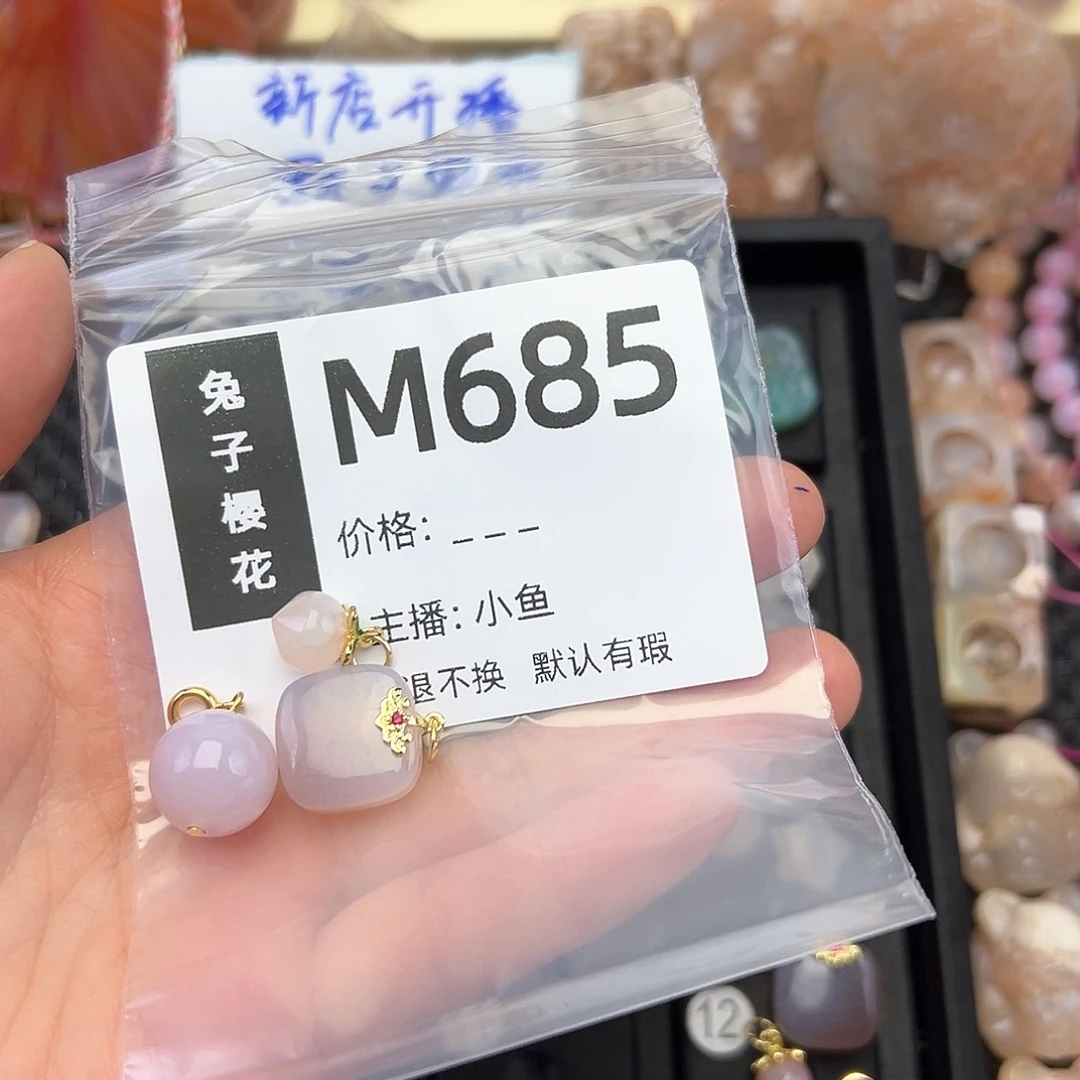 新店开播
兔子樱花
M685
价格: _ _ _
主播: 小鱼
退不换 默认有瑕
12